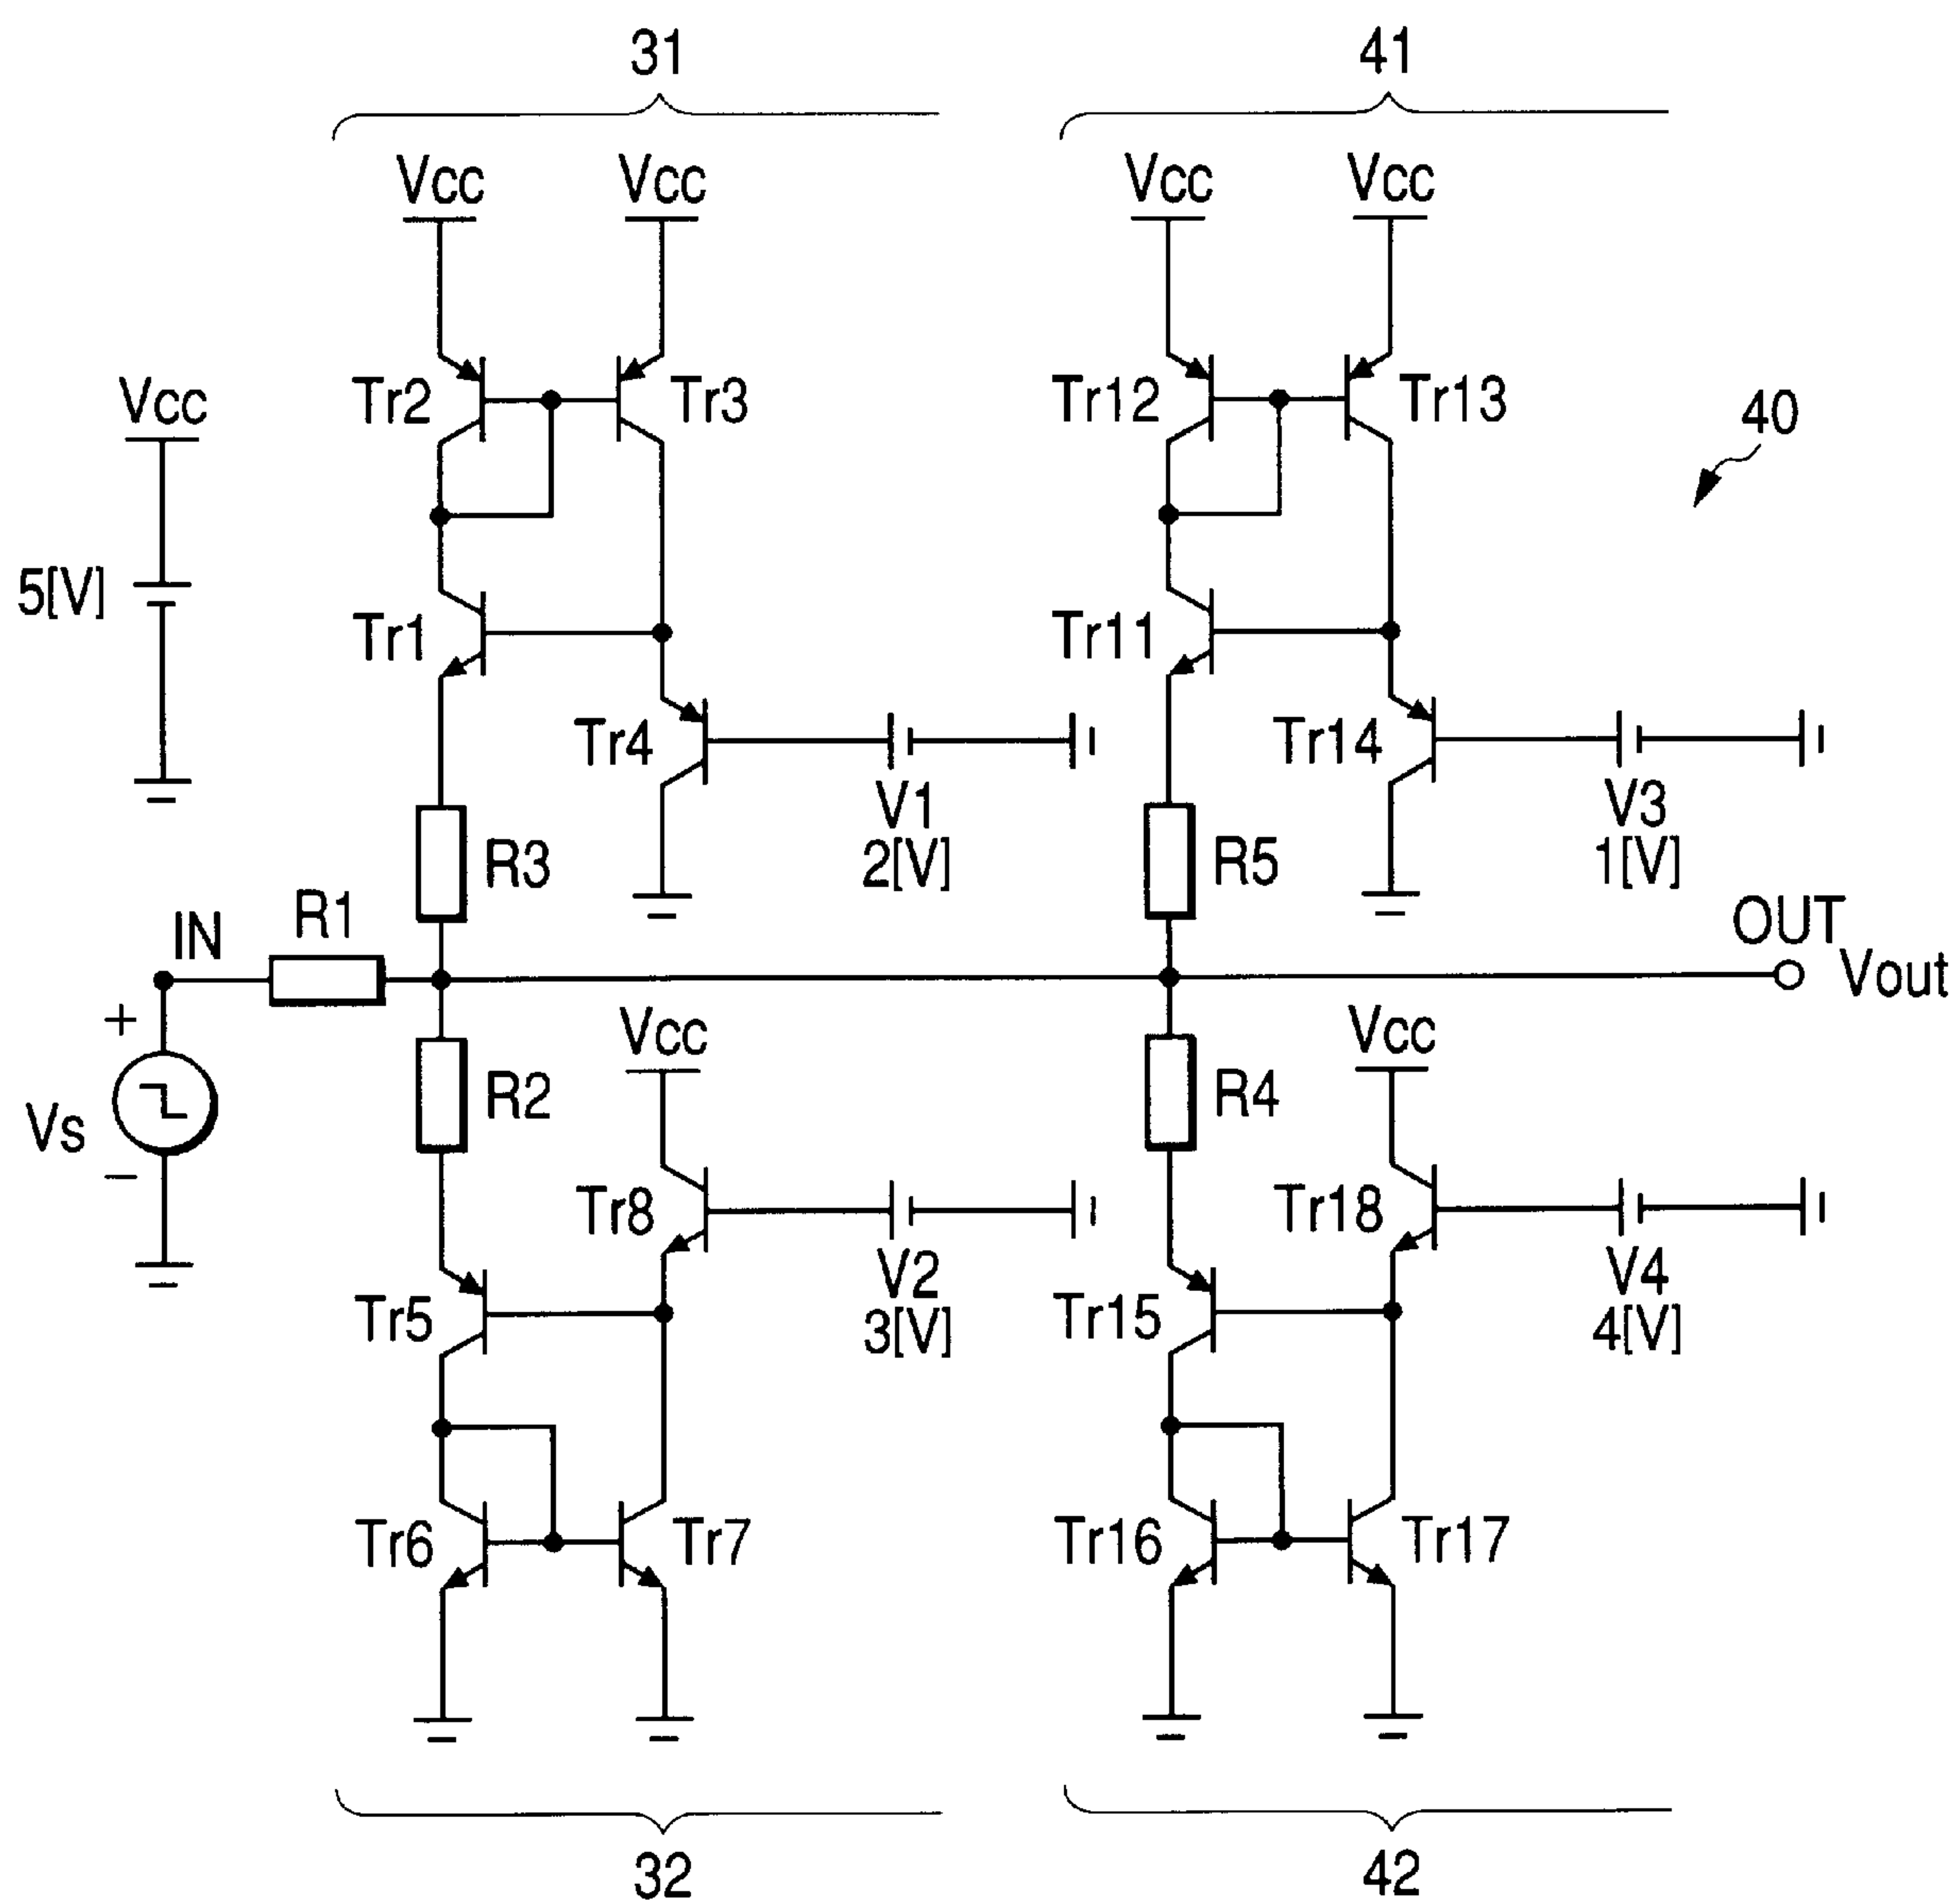 31 41
Vcc Vcc Vcc Vcc
Vcc Tr2 Tr3 Tr12 Tr13 40
5[V] Tr1 Tr11
Tr4 Tr14
V1 V3
2[V] 1[V]
R3 R5
IN R1 OUT
Vout
+ Vcc Vcc
Vs R2 R4
−
Tr8 Tr18
V2 V4
3[V] 4[V]
Tr5 Tr15
Tr6 Tr7 Tr16 Tr17
32 42